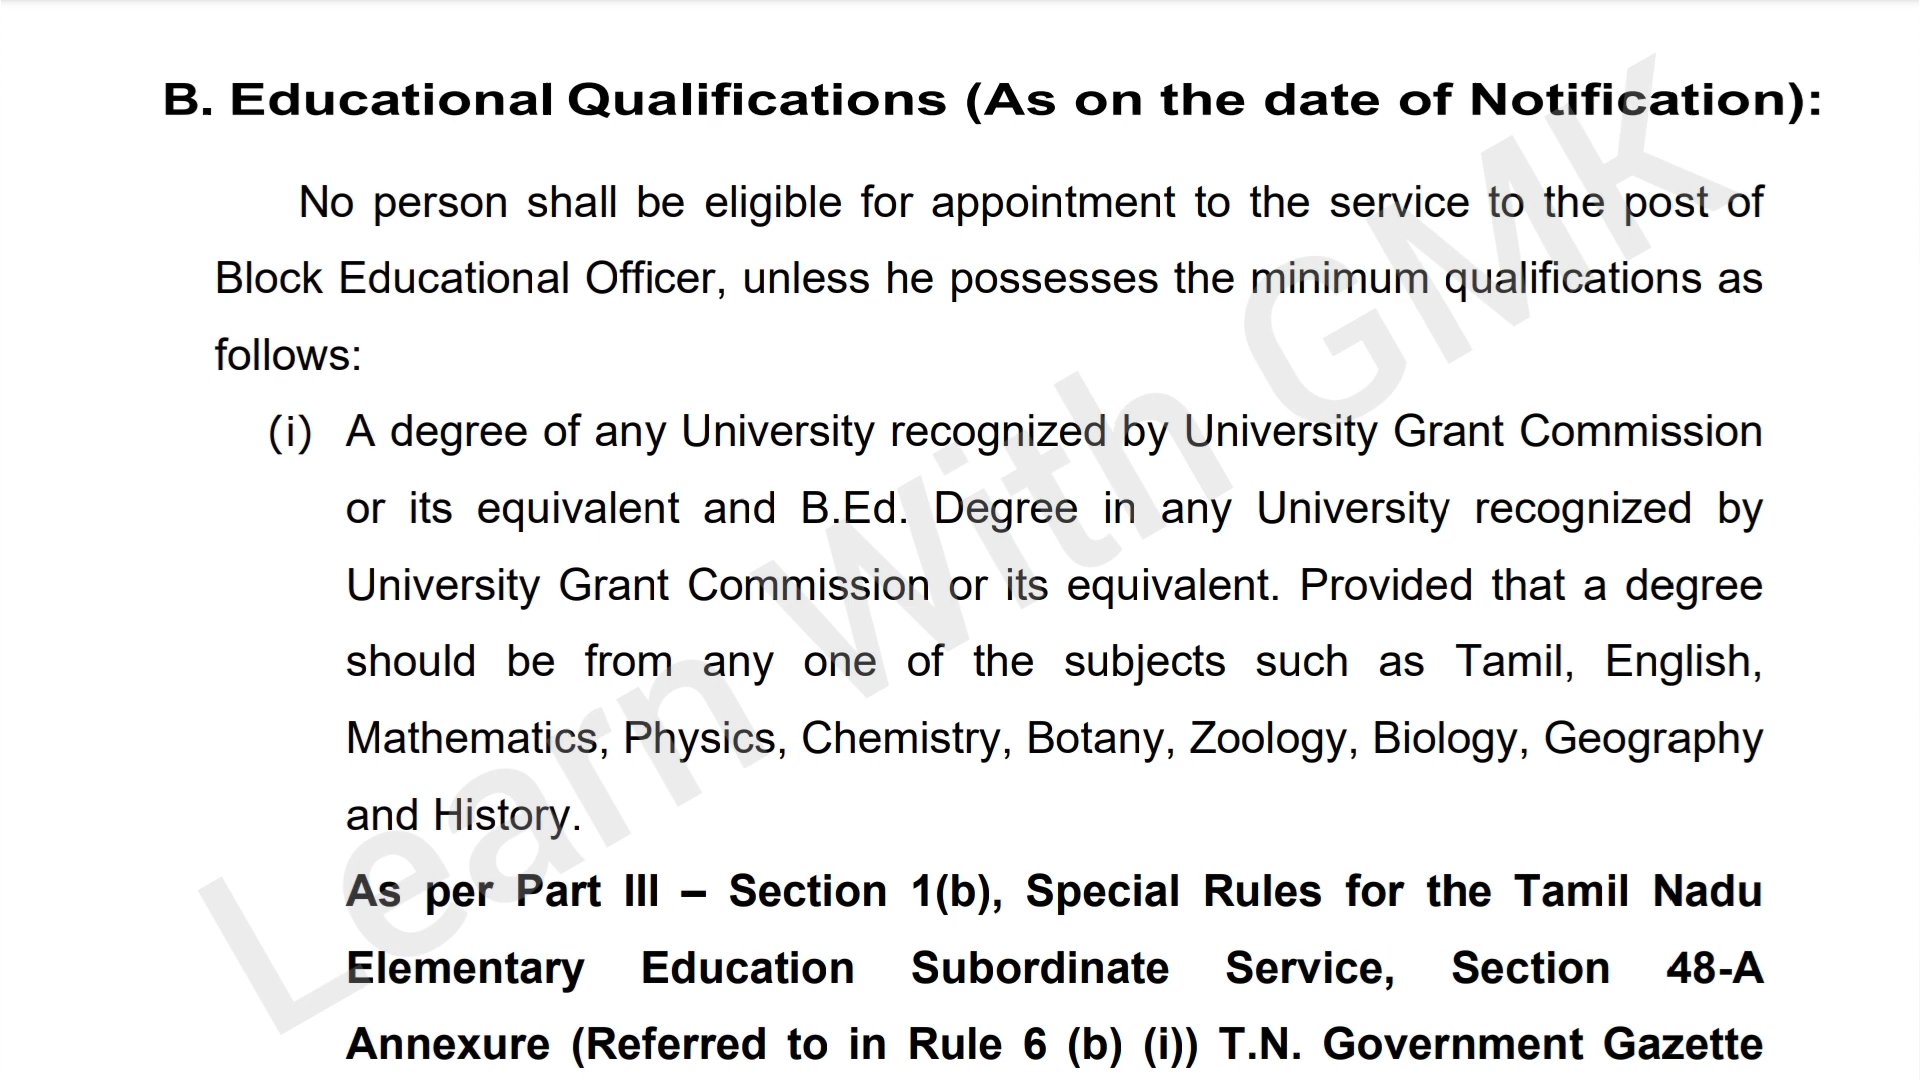 B. Educational Qualifications (As on the date of Notification):
No person shall be eligible for appointment to the service to the post of
Block Educational Officer, unless he possesses the minimum qualifications as
follows:
(i) A degree of any University recognized by University Grant Commission
or its equivalent and B.Ed. Degree in any University recognized by
University Grant Commission or its equivalent. Provided that a degree
should be from any one of the subjects such as Tamil, English,
Mathematics, Physics, Chemistry, Botany, Zoology, Biology, Geography
and History.
As per Part III – Section 1(b), Special Rules for the Tamil Nadu
Elementary Education Subordinate Service, Section 48-A
Annexure (Referred to in Rule 6 (b) (i)) T.N. Government Gazette
Learn With GMK